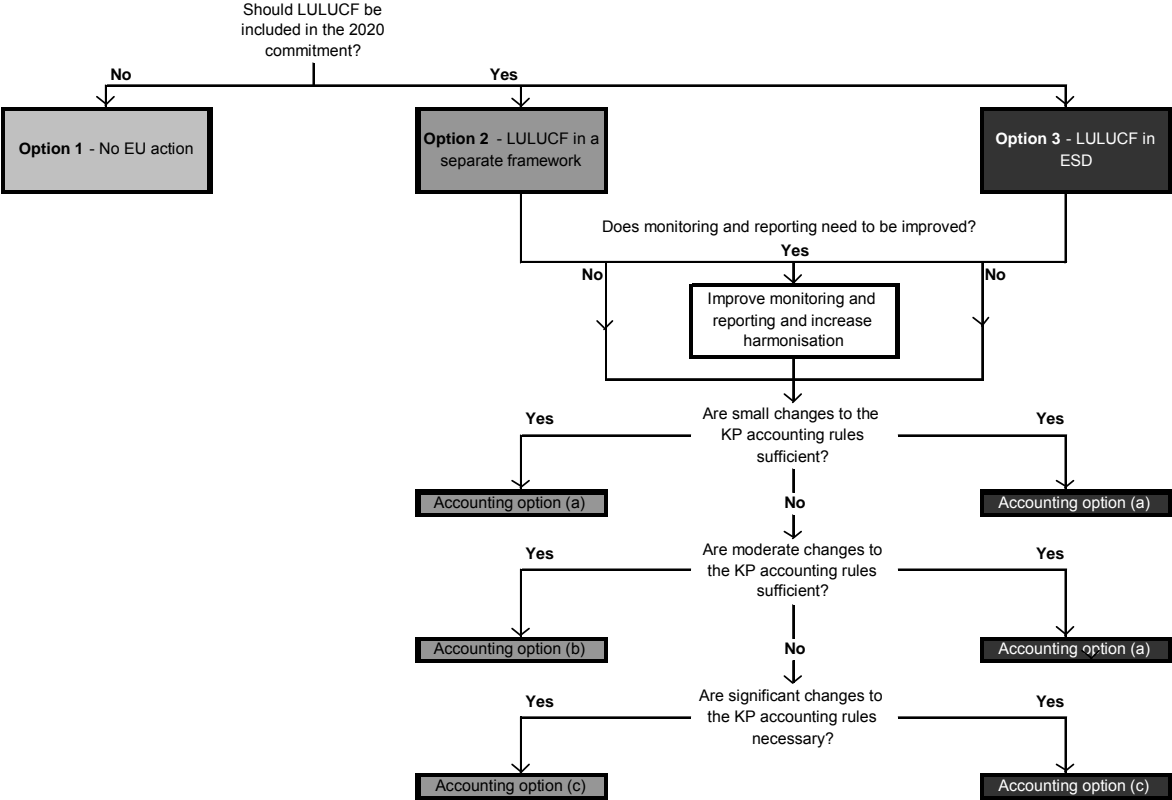 Should LULUCF be
included in the 2020
commitment?
No
Yes
Option 1 - No EU action
Option 2 - LULUCF in a
separate framework
Option 3 - LULUCF in
ESD
Does monitoring and reporting need to be improved?
Yes
No
No
Improve monitoring and
reporting and increase
harmonisation
Are small changes to the
KP accounting rules
sufficient?
Yes
Yes
Accounting option (a)
No
Accounting option (a)
Are moderate changes to
the KP accounting rules
sufficient?
Yes
Yes
Accounting option (b)
No
Accounting option (a)
Are significant changes to
the KP accounting rules
necessary?
Yes
Yes
Accounting option (c)
Accounting option (c)